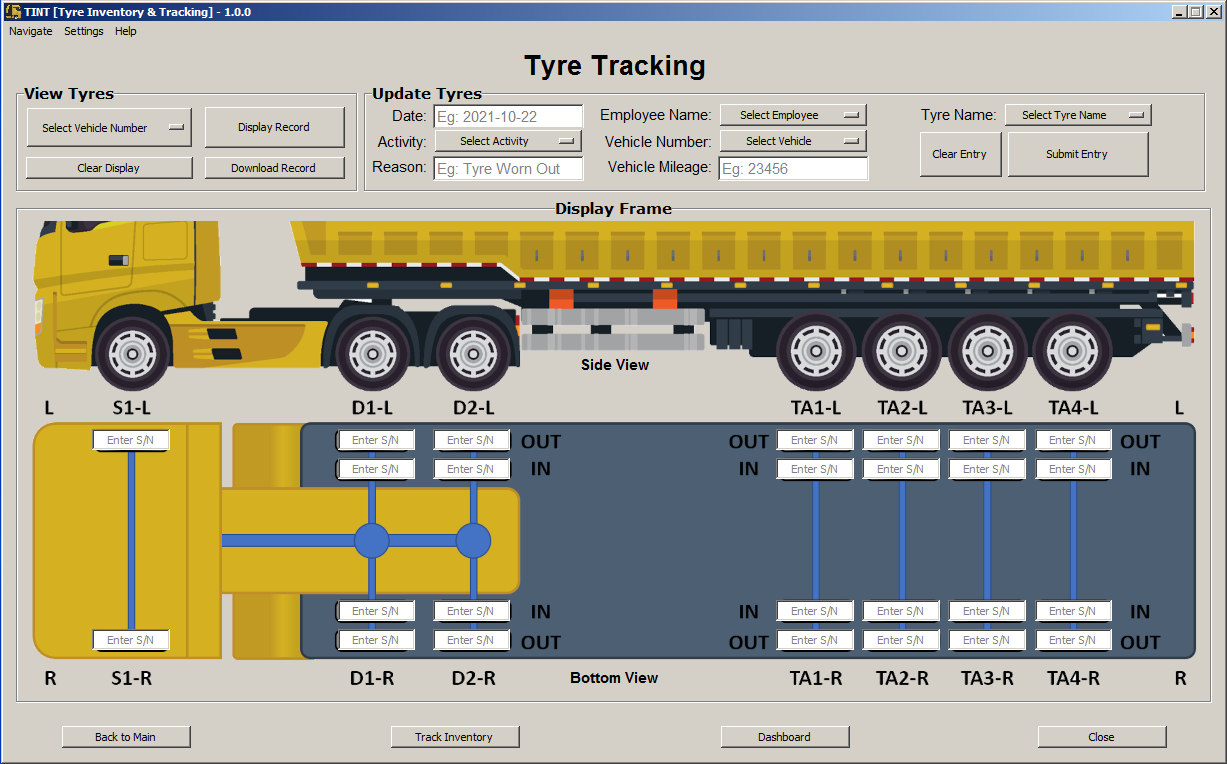 TINT [Tyre Inventory & Tracking] - 1.0.0
Navigate Settings Help
Tyre Tracking
View Tyres
Select Vehicle Number
Display Record
Clear Display
Download Record
Update Tyres
Date: Eg: 2021-10-22
Employee Name: Select Employee
Tyre Name: Select Tyre Name
Activity: Select Activity
Vehicle Number: Select Vehicle
Clear Entry
Submit Entry
Reason: Eg: Tyre Worn Out
Vehicle Mileage: Eg: 23456
Display Frame
Side View
L S1-L D1-L D2-L TA1-L TA2-L TA3-L TA4-L L
Enter S/N Enter S/N Enter S/N OUT OUT Enter S/N Enter S/N Enter S/N Enter S/N OUT
Enter S/N Enter S/N IN IN Enter S/N Enter S/N Enter S/N Enter S/N IN
Enter S/N Enter S/N IN IN Enter S/N Enter S/N Enter S/N Enter S/N IN
Enter S/N Enter S/N Enter S/N OUT OUT Enter S/N Enter S/N Enter S/N Enter S/N OUT
R S1-R D1-R D2-R Bottom View TA1-R TA2-R TA3-R TA4-R R
Back to Main
Track Inventory
Dashboard
Close